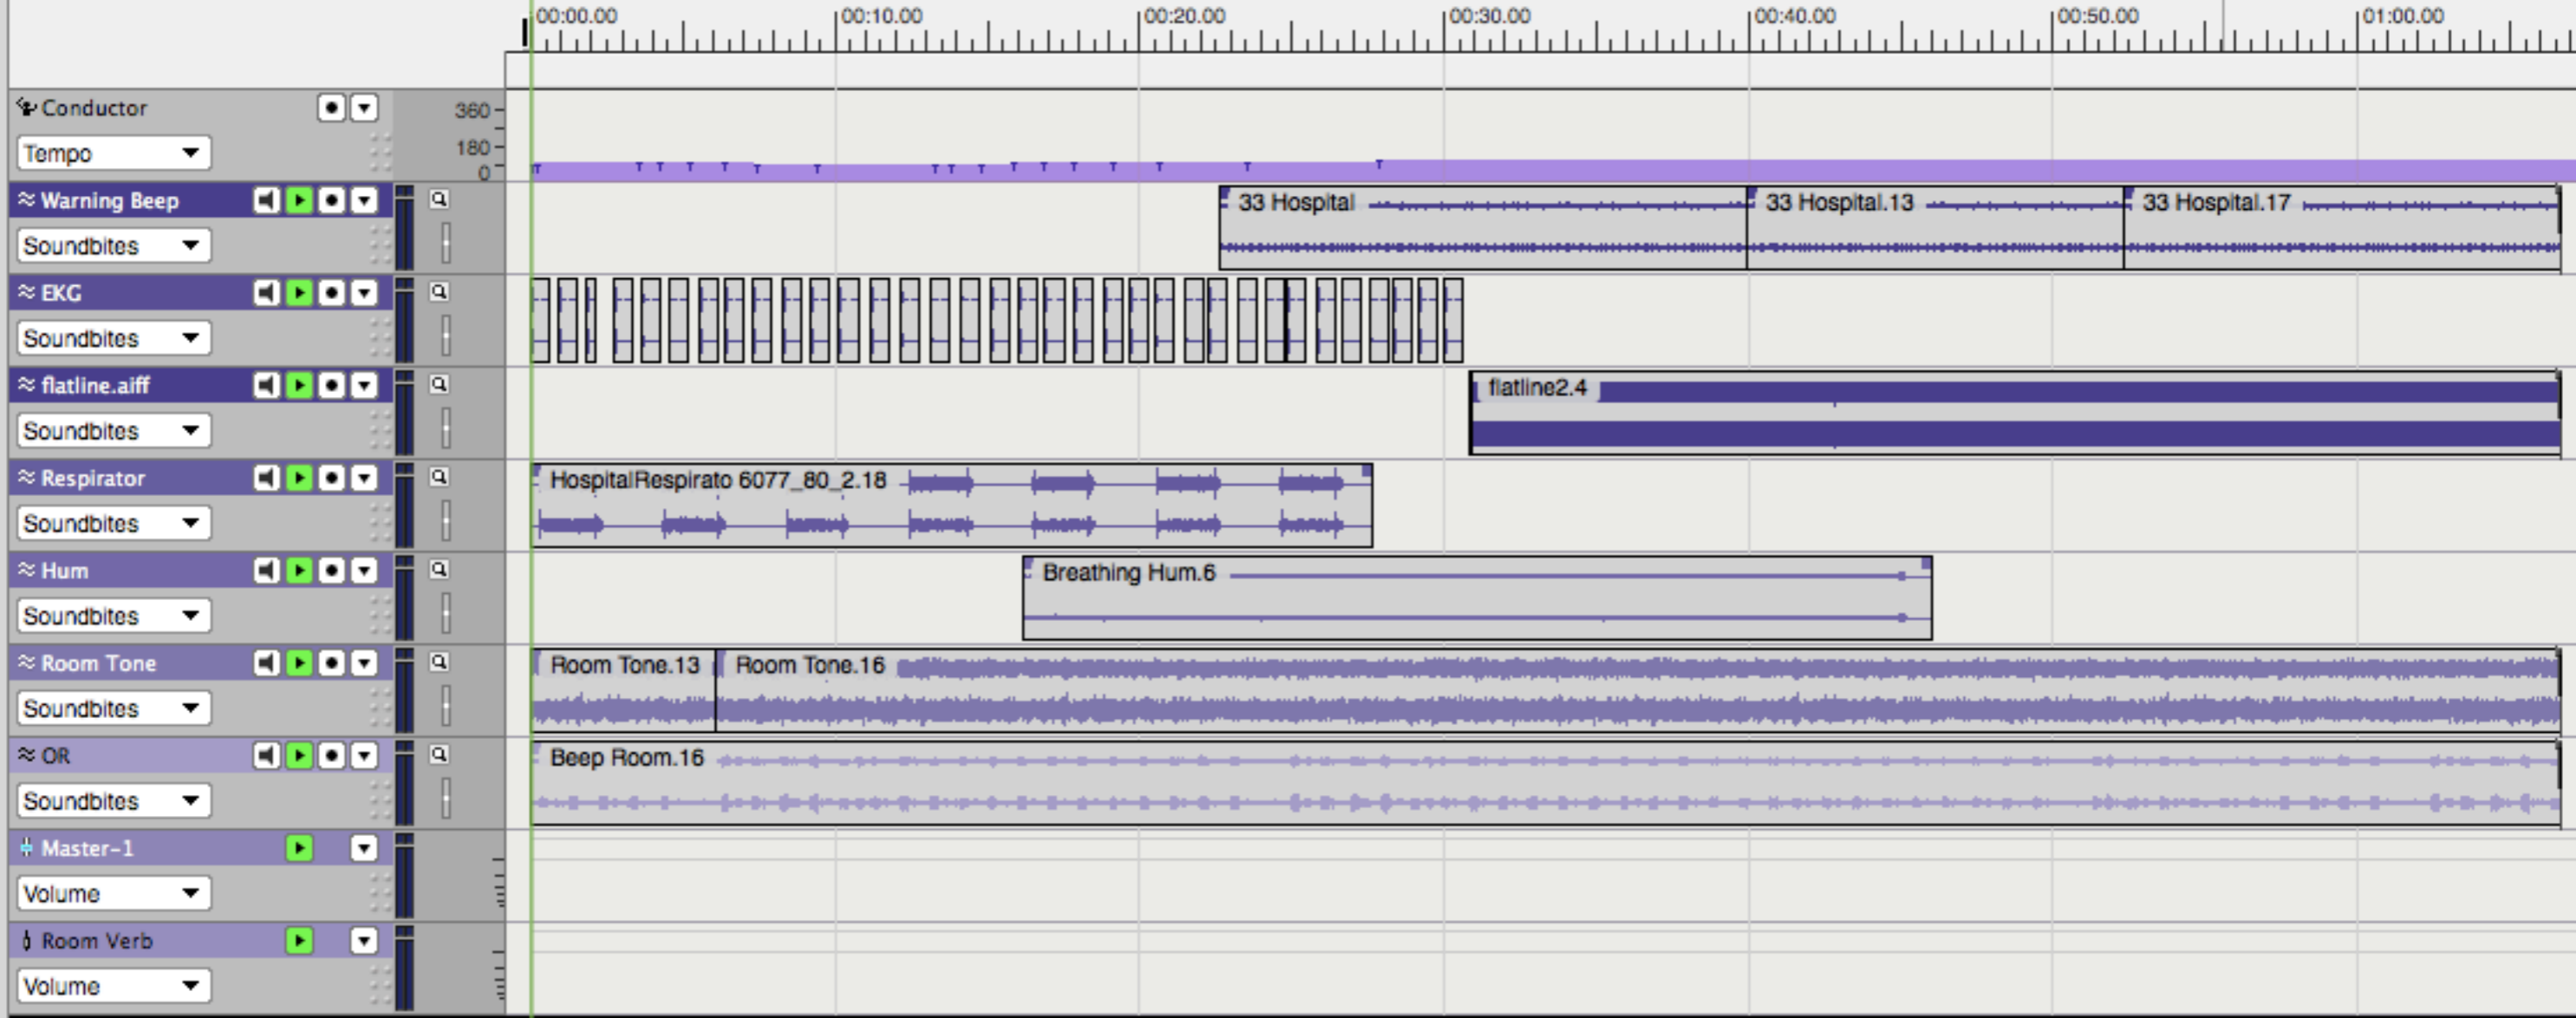 00:00.00 00:10.00 00:20.00 00:30.00 00:40.00 00:50.00 01:00.00
Conductor 360
Tempo 180
0
Warning Beep 33 Hospital 33 Hospital.13 33 Hospital.17
Soundbites
EKG
Soundbites
flatline.aiff flatline2.4
Soundbites
Respirator HospitalRespirato 6077_80_2.18
Soundbites
Hum Breathing Hum.6
Soundbites
Room Tone Room Tone.13 Room Tone.16
Soundbites
OR Beep Room.16
Soundbites
Master-1
Volume
Room Verb
Volume